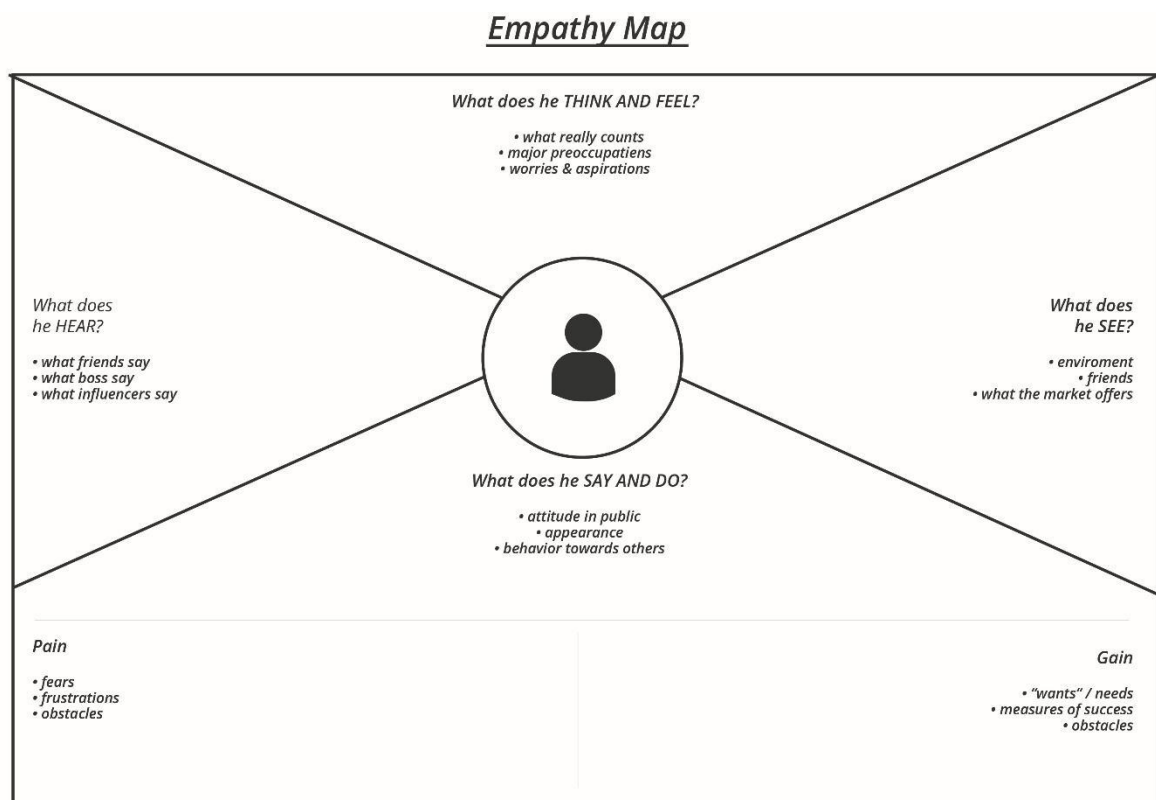 Empathy Map
What does he THINK AND FEEL?
• what really counts
• major preoccupatiens
• worries & aspirations
What does
he HEAR?
• what friends say
• what boss say
• what influencers say
What does
he SEE?
• enviroment
• friends
• what the market offers
What does he SAY AND DO?
• attitude in public
• appearance
• behavior towards others
Pain
• fears
• frustrations
• obstacles
Gain
• “wants” / needs
• measures of success
• obstacles